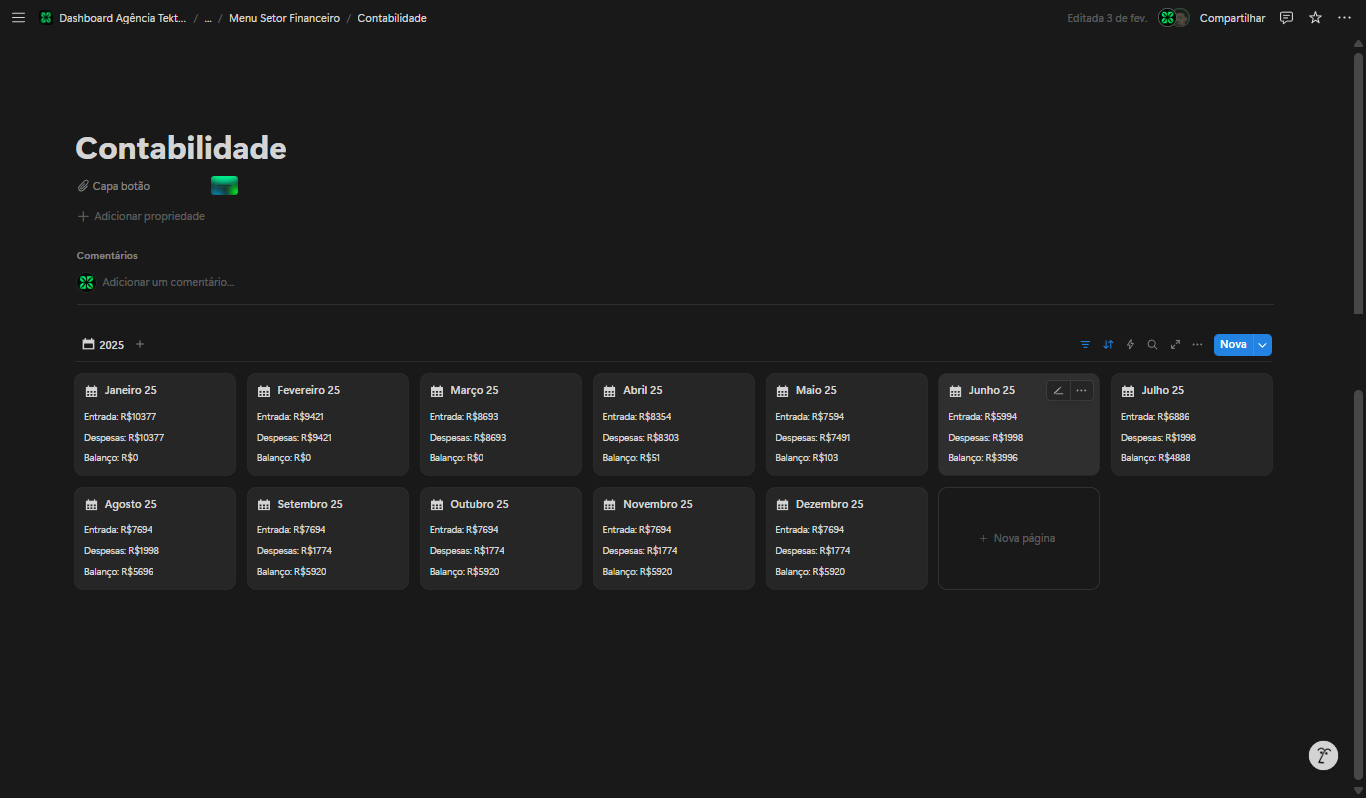 Dashboard Agência Tekt... / ... / Menu Setor Financeiro / Contabilidade
Editada 3 de fev. Compartilhar
Contabilidade
Capa botão
Adicionar propriedade
Comentários
Adicionar um comentário...
2025
Nova
Janeiro 25
Entrada: R$10377
Despesas: R$10377
Balanço: R$0
Fevereiro 25
Entrada: R$9421
Despesas: R$9421
Balanço: R$0
Março 25
Entrada: R$8693
Despesas: R$8693
Balanço: R$0
Abril 25
Entrada: R$8354
Despesas: R$8303
Balanço: R$51
Maio 25
Entrada: R$7594
Despesas: R$7491
Balanço: R$103
Junho 25
Entrada: R$5994
Despesas: R$1998
Balanço: R$3996
Julho 25
Entrada: R$6886
Despesas: R$1998
Balanço: R$4888
Agosto 25
Entrada: R$7694
Despesas: R$1998
Balanço: R$5696
Setembro 25
Entrada: R$7694
Despesas: R$1774
Balanço: R$5920
Outubro 25
Entrada: R$7694
Despesas: R$1774
Balanço: R$5920
Novembro 25
Entrada: R$7694
Despesas: R$1774
Balanço: R$5920
Dezembro 25
Entrada: R$7694
Despesas: R$1774
Balanço: R$5920
+ Nova página